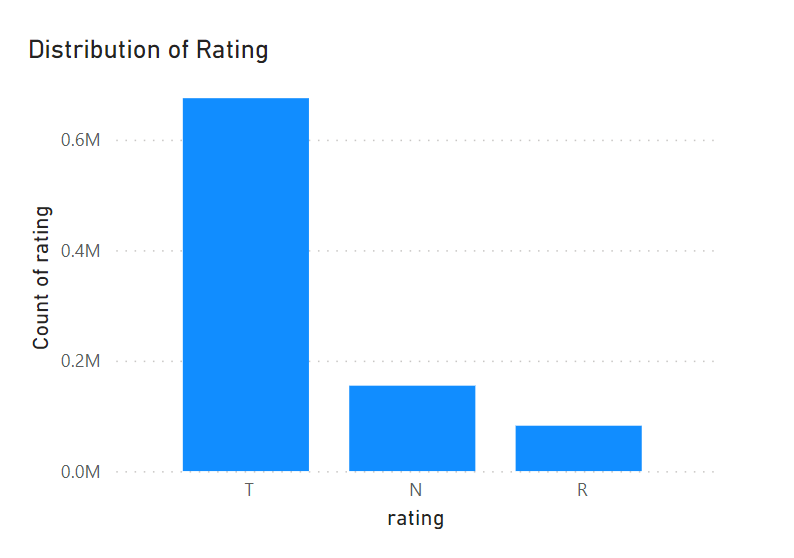 Distribution of Rating
Count of rating
0.6M
0.4M
0.2M
0.0M
T
N
R
rating